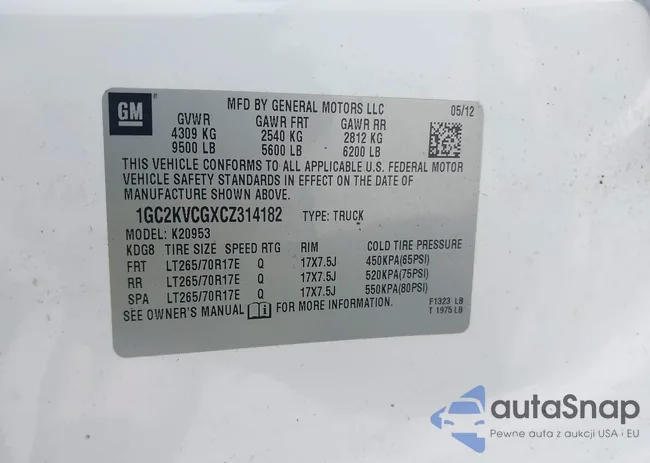 GM
MFD BY GENERAL MOTORS LLC 05/12
GVWR GAWR FRT GAWR RR
4309 KG 2540 KG 2812 KG
9500 LB 5600 LB 6200 LB
THIS VEHICLE CONFORMS TO ALL APPLICABLE U.S. FEDERAL MOTOR
VEHICLE SAFETY STANDARDS IN EFFECT ON THE DATE OF
MANUFACTURE SHOWN ABOVE.
1GC2KVCGXCZ314182 TYPE: TRUCK
MODEL: K20953
KDG8 TIRE SIZE SPEED RTG RIM COLD TIRE PRESSURE
FRT LT265/70R17E Q 17X7.5J 450KPA(65PSI)
RR LT265/70R17E Q 17X7.5J 520KPA(75PSI)
SPA LT265/70R17E Q 17X7.5J 550KPA(80PSI)
SEE OWNER'S MANUAL i FOR MORE INFORMATION.
F1323 LB
T 1975 LB
autaSnap
Pewne auta z aukcji USA i EU